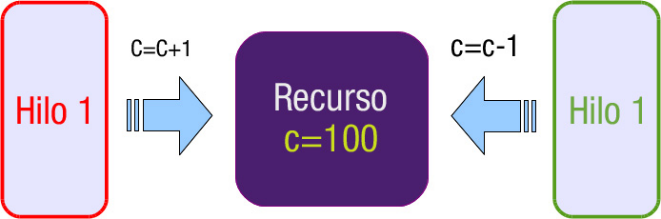 Hilo 1
C=C+1
Recurso
c=100
c=c-1
Hilo 1